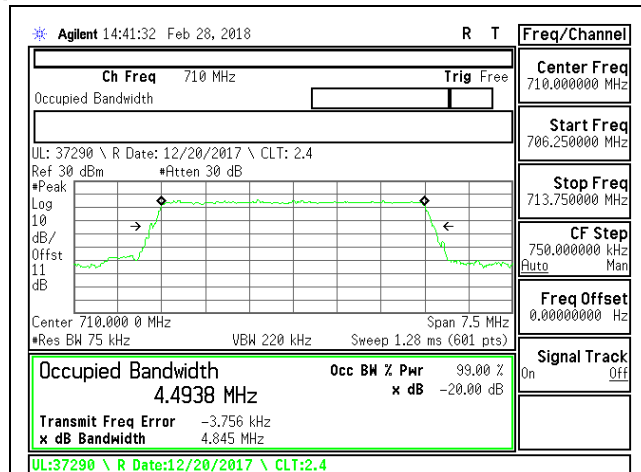 Agilent 14:41:32 Feb 28, 2018 R T
Freq/Channel
Ch Freq 710 MHz Trig Free
Occupied Bandwidth
UL: 37290 \ R Date: 12/20/2017 \ CLT: 2.4
Ref 30 dBm #Atten 30 dB
#Peak
Log
10
dB/
Offst
11
dB
Center 710.000 0 MHz Span 7.5 MHz
#Res BW 75 kHz VBW 220 kHz Sweep 1.28 ms (601 pts)
Occupied Bandwidth Occ BW % Pwr 99.00 %
4.4938 MHz x dB -20.00 dB
Transmit Freq Error -3.756 kHz
x dB Bandwidth 4.845 MHz
UL:37290 \ R Date:12/20/2017 \ CLT:2.4
Center Freq
710.000000 MHz
Start Freq
706.250000 MHz
Stop Freq
713.750000 MHz
CF Step
750.000000 kHz
Auto Man
Freq Offset
0.00000000 Hz
Signal Track
On Off